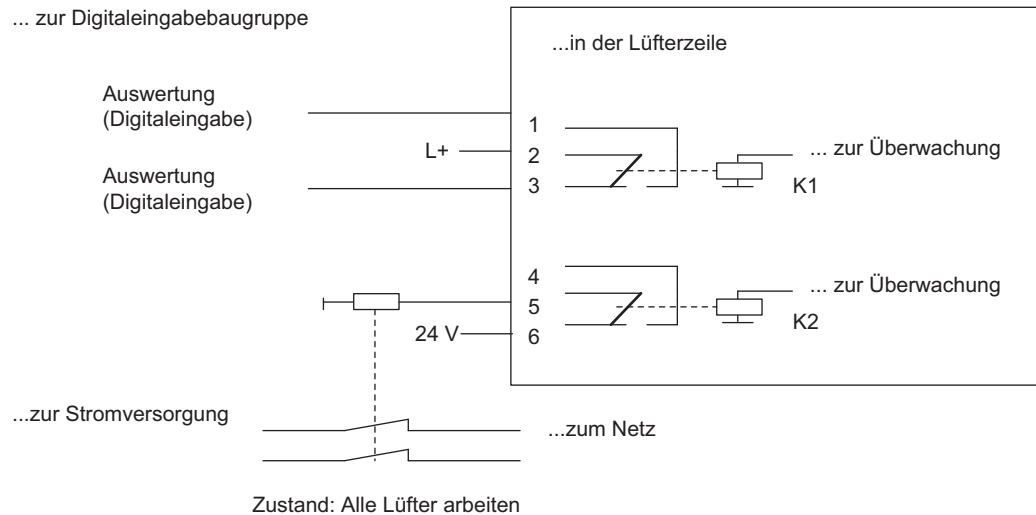 ... zur Digitaleingabebaugruppe
...in der Lüfterzeile
Auswertung
(Digitaleingabe)
1
L+
2
... zur Überwachung
Auswertung
(Digitaleingabe)
3
K1
4
... zur Überwachung
5
24 V
6
K2
...zur Stromversorgung
...zum Netz
Zustand: Alle Lüfter arbeiten